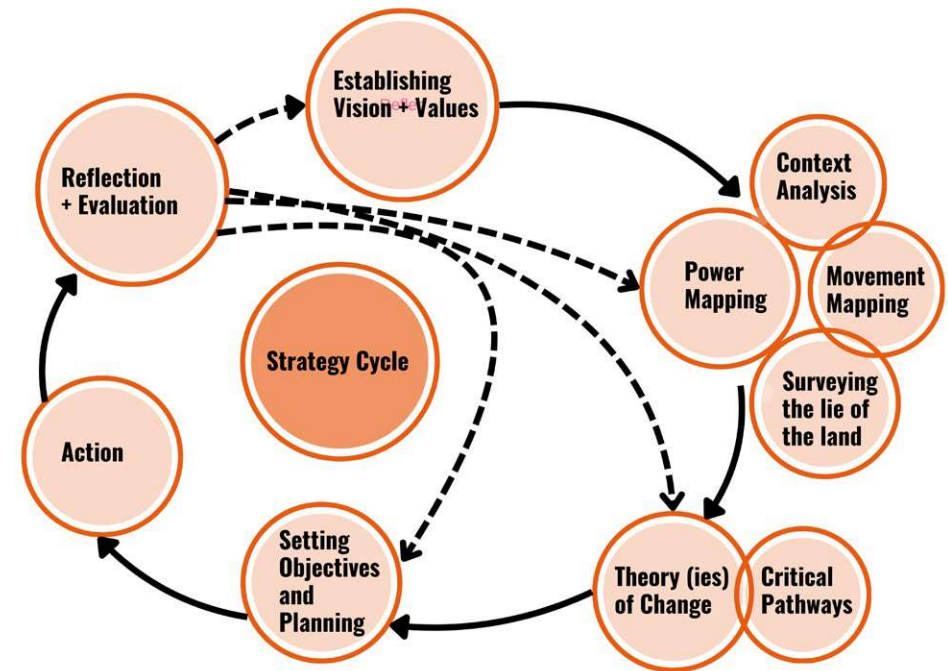 Establishing
Vision + Values
Reflection
+ Evaluation
Context
Analysis
Power
Mapping
Movement
Mapping
Strategy Cycle
Surveying
the lie of
the land
Action
Setting
Objectives
and
Planning
Theory (ies)
of Change
Critical
Pathways